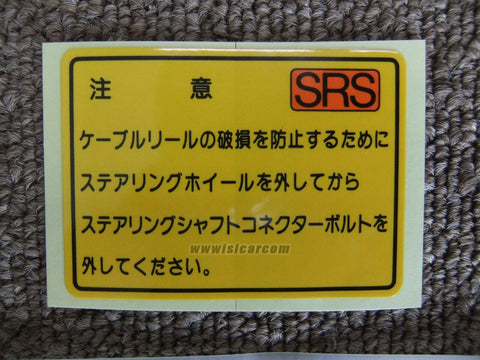 注 意 SRS
ケーブルリールの破損を防止するために
ステアリングホイールを外してから
ステアリングシャフトコネクターボルトを
wwwisicarcom
外してください。